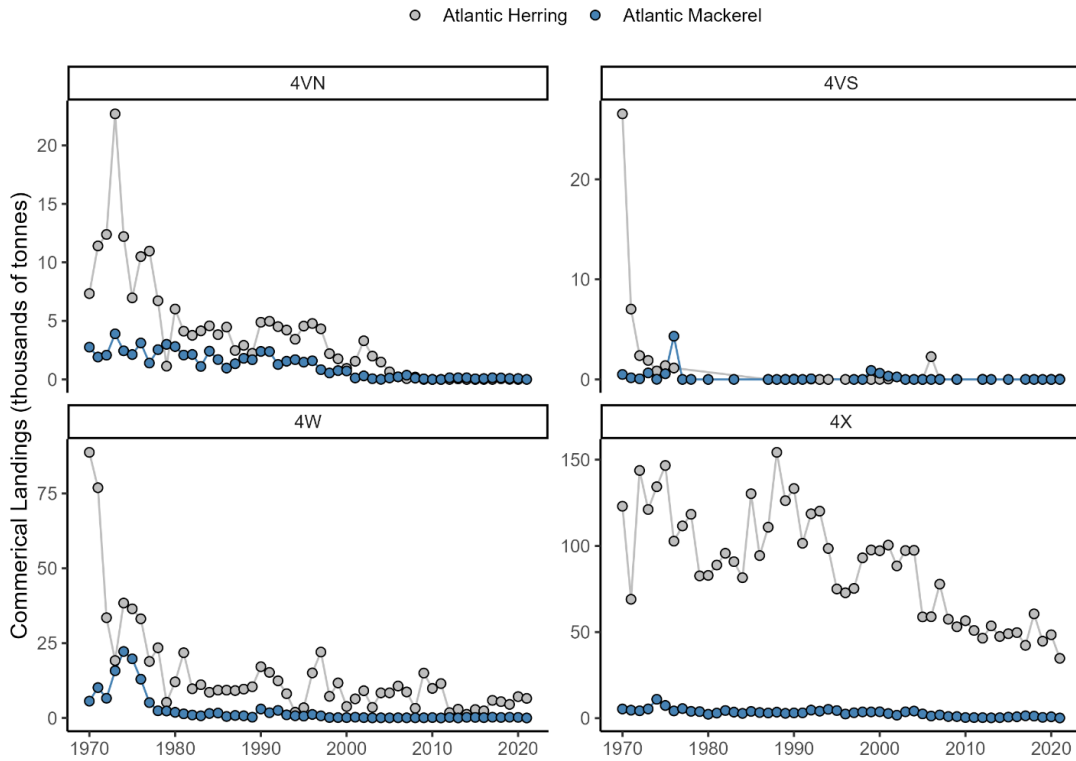 Atlantic Herring Atlantic Mackerel
4VN 4VS
20
15
10
5
0
20
10
0
4W 4X
75
50
25
0
150
100
50
0
1970 1980 1990 2000 2010 2020
1970 1980 1990 2000 2010 2020
Commerical Landings (thousands of tonnes)